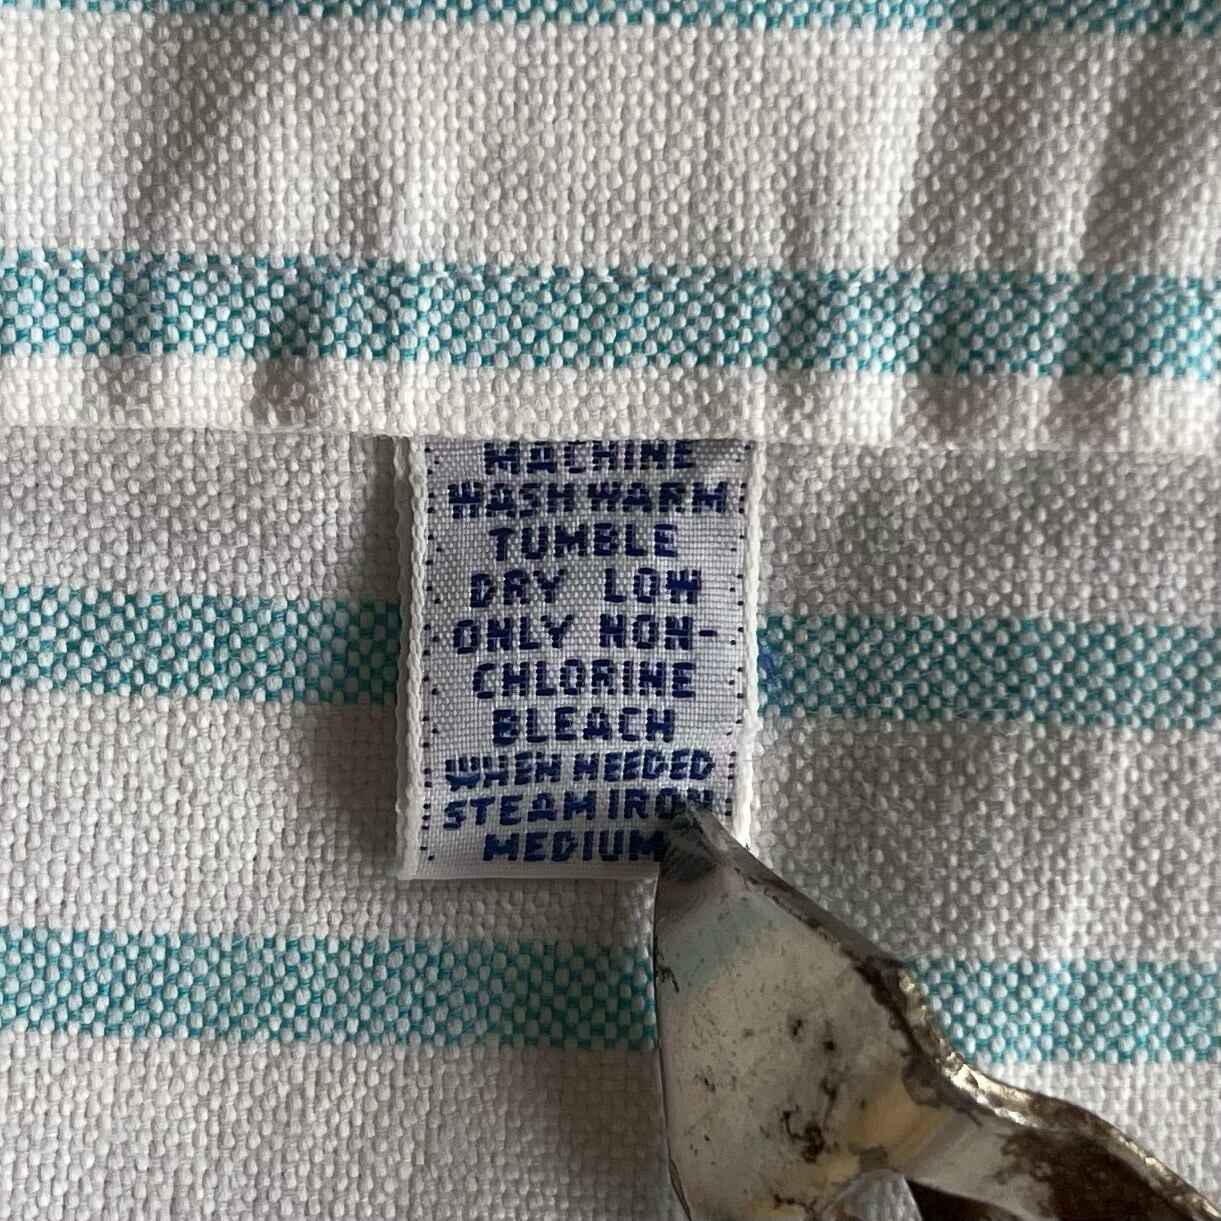 MACHINE
WASH WARM
TUMBLE
DRY LOW
ONLY NON-
CHLORINE
BLEACH
WHEN NEEDED
STEAM IRON
MEDIUM